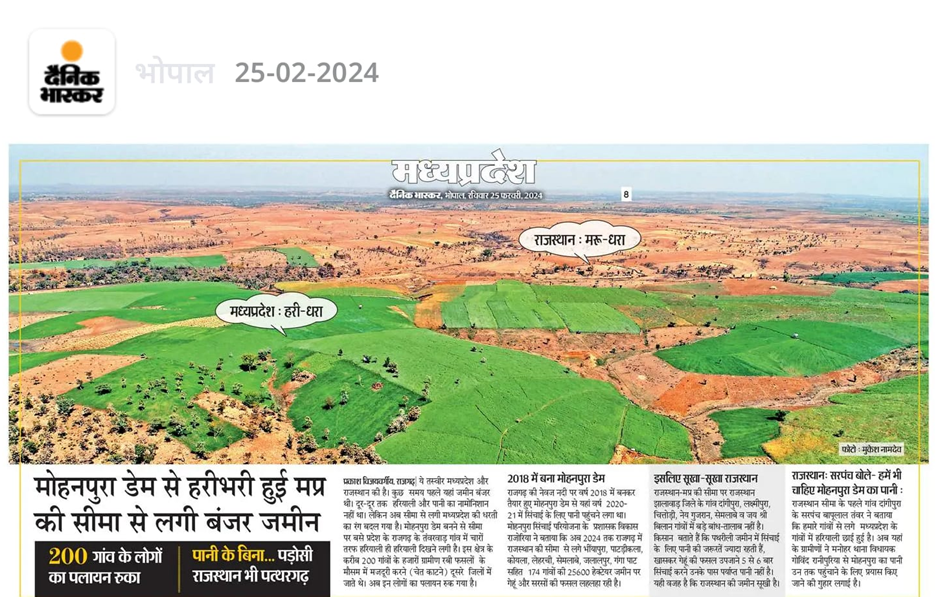 दैनिक
भास्कर
भोपाल 25-02-2024
मध्यप्रदेश
दैनिक भास्कर, भोपाल, रविवार 25 फरवरी, 2024
8
राजस्थान : मरू-धरा
मध्यप्रदेश : हरी-धरा
फोटो : मुकेश नामदेव
मोहनपुरा डेम से हरीभरी हुई मप्र
की सीमा से लगी बंजर जमीन
200 गांव के लोगों
का पलायन रुका
पानी के बिना... पड़ोसी
राजस्थान भी पत्थरगढ़
प्रकाश विजयवर्गीय, राजगढ़ | ये तस्वीर मध्यप्रदेश और
राजस्थान की है। कुछ समय पहले यहां जमीन बंजर
थी। दूर-दूर तक हरियाली और पानी का नामोनिशान
नहीं था। लेकिन अब सीमा से लगी मध्यप्रदेश की धरती
का रंग बदल गया है। मोहनपुरा डेम बनने से सीमा
पर बसे प्रदेश के राजगढ़ के तंवरवाड़ गांव में चारों
तरफ हरियाली ही हरियाली दिखने लगी है। इस क्षेत्र के
करीब 200 गांवों के हजारों ग्रामीण रबी फसलों के
मौसम में मजदूरी करने ( चेत काटने ) दूसरे जिलों में
जाते थे। अब इन लोगों का पलायन रुक गया है।
2018 में बना मोहनपुरा डेम
राजगढ़ की नेवज नदी पर वर्ष 2018 में बनकर
तैयार हुए मोहनपुरा डेम से यहां वर्ष 2020-
21 में सिंचाई के लिए पानी पहुंचने लगा था।
मोहनपुरा सिंचाई परियोजना के प्रशासक विकास
राजोरिया ने बताया कि अब 2024 तक राजगढ़ में
राजस्थान की सीमा से लगे भोंयापुरा, पाटड़ीकला,
कोयला, लेहरची, सेमलाबे, जलालपुर, गंगा पाट
सहित 174 गांवों की 25600 हेक्टेयर जमीन पर
गेहूं और सरसों की फसल लहलहा रही है।
इसलिए सूखा-सूखा राजस्थान
राजस्थान-मप्र की सीमा पर राजस्थान
झालावाड़ जिले के गांव दांगीपुरा, लक्ष्मीपुरा,
चित्तोड़ी, नेय गुजरान, सेमलाबे व जय श्री
बिलान गांवों में बड़े बांध-तालाब नहीं है।
किसान बताते हैं कि पथरीली जमीन में सिंचाई
के लिए पानी की जरूरतें ज्यादा रहती हैं,
खासकर गेहूं की फसल उपजाने 5 से 6 बार
सिंचाई करने उनके पास पर्याप्त पानी नहीं है।
यही वजह है कि राजस्थान की जमीन सूखी है।
राजस्थान: सरपंच बोले- हमें भी
चाहिए मोहनपुरा डेम का पानी :
राजस्थान सीमा के पहले गांव दांगीपुरा
के सरपंच बापूलाल तंवर ने बताया
कि हमारे गांवों से लगे मध्यप्रदेश के
गांवों में हरियाली छाई हुई है। अब यहां
के ग्रामीणों ने मनोहर थाना विधायक
गोविंद रानीपुरिया से मोहनपुरा का पानी
उन तक पहुंचाने के लिए प्रयास किए
जाने की गुहार लगाई है।